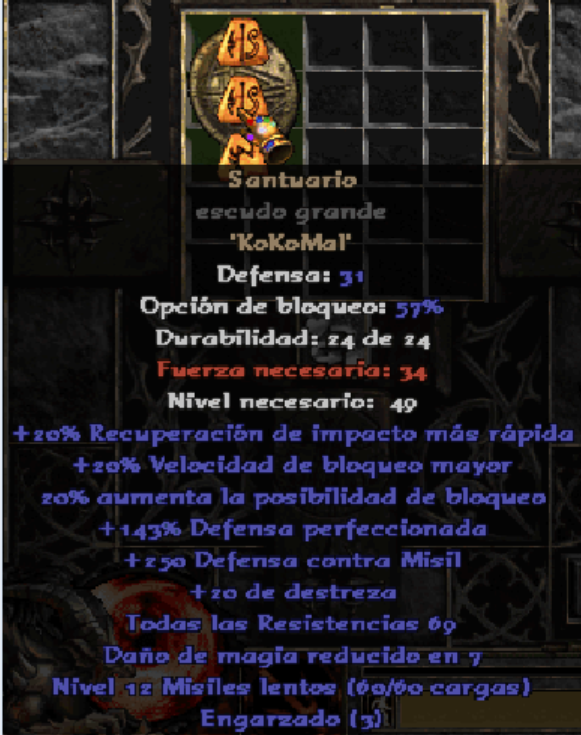 Santuario
escudo grande
'KoKoMal'
Defensa: 31
Opción de bloqueo: 57%
Durabilidad: 24 de 24
Fuerza necesaria: 34
Nivel necesario: 49
+20% Recuperación de impacto más rápida
+20% Velocidad de bloqueo mayor
20% aumenta la posibilidad de bloqueo
+143% Defensa perfeccionada
+250 Defensa contra Misil
+20 de destreza
Todas las Resistencias 69
Daño de magia reducido en 7
Nivel 12 Misiles lentos (60/60 cargas)
Engarzado (3)